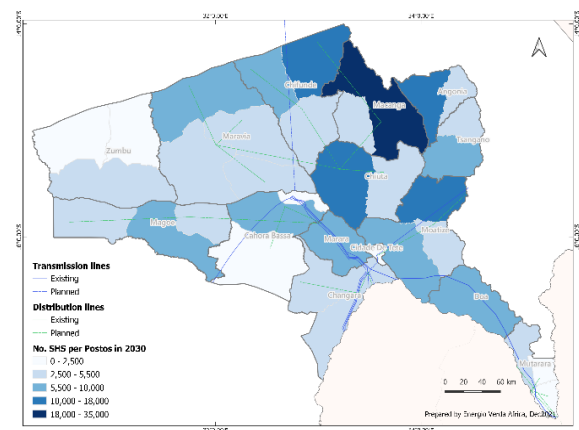 Chifunde
Macanga
Angonia
Tsangano
Zumbu
Maravia
Chiuta
Magoe
Cahora Bassa
Marara
Cidade De Tete
Moatize
Changara
Doa
Mutarara
Transmission lines
Existing
Planned
Distribution lines
Existing
Planned
No. SHS per Postos in 2030
0 - 2,500
2,500 - 5,500
5,500 - 10,000
10,000 - 18,000
18,000 - 35,000
0 20 40 60 km
Prepared by Energio Verda Africa, Dec2021